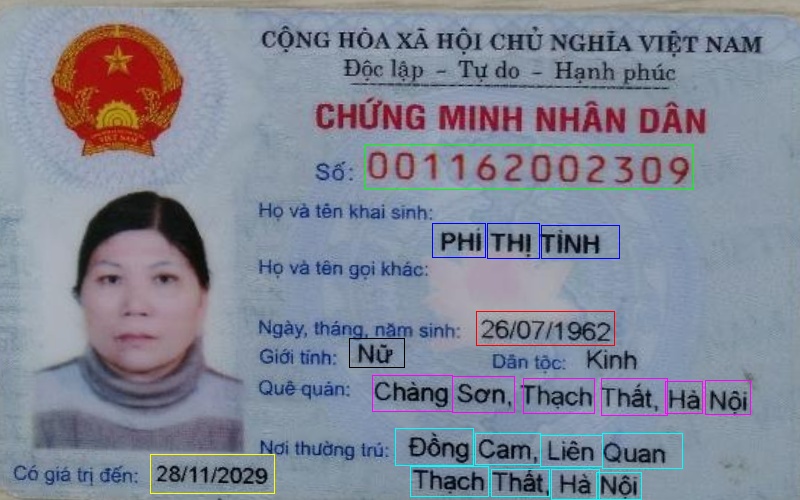 CỘNG HÒA XÃ HỘI CHỦ NGHĨA VIỆT NAM
Độc lập - Tự do - Hạnh phúc
CHỨNG MINH NHÂN DÂN
Số: 001162002309
Họ và tên khai sinh:
PHÍ THỊ TÌNH
Họ và tên gọi khác:
Ngày, tháng, năm sinh: 26/07/1962
Giới tính: Nữ Dân tộc: Kinh
Quê quán: Chàng Sơn, Thạch Thất, Hà Nội
Nơi thường trú: Đồng Cam, Liên Quan
Thạch Thất, Hà Nội
Có giá trị đến: 28/11/2029